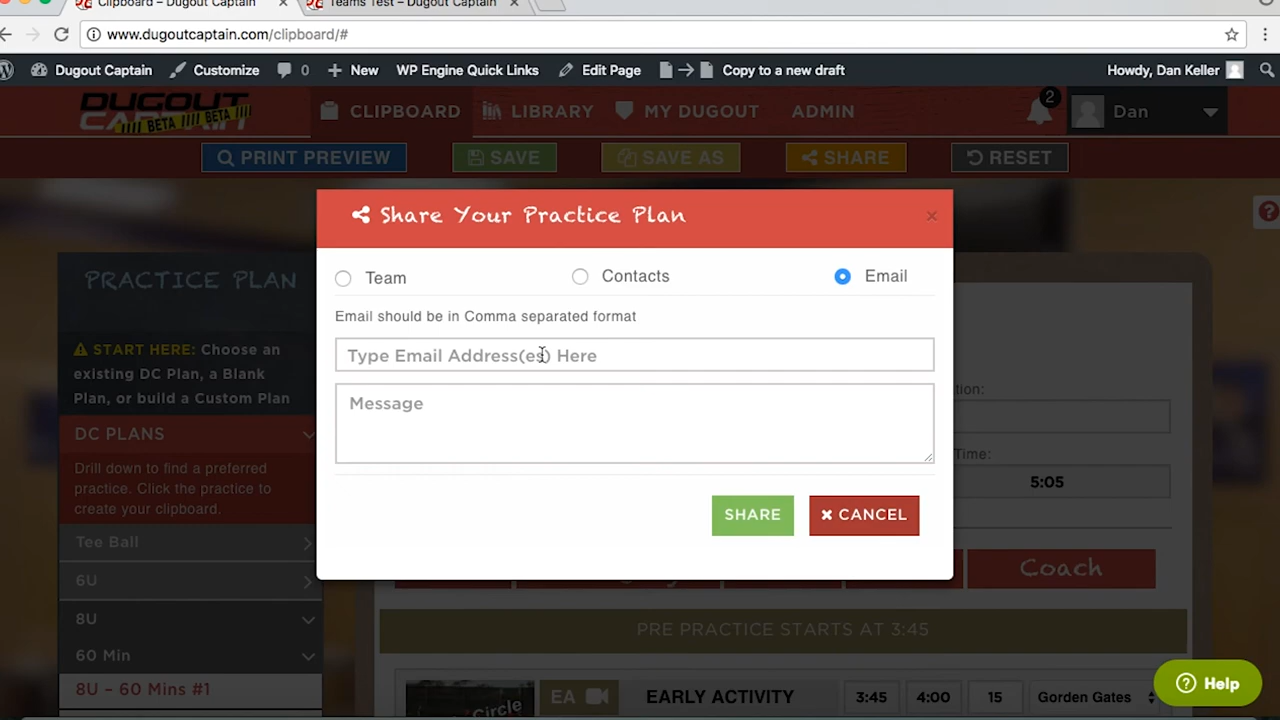 Clipboard – Dugout Captain
Teams Test – Dugout Captain
www.dugoutcaptain.com/clipboard/#
Dugout Captain
Customize
0
New
WP Engine Quick Links
Edit Page
Copy to a new draft
Howdy, Dan Keller
DUGOUT
CAPTAIN
BETA BETA BETA
CLIPBOARD
LIBRARY
MY DUGOUT
ADMIN
2
Dan
PRINT PREVIEW
SAVE
SAVE AS
SHARE
RESET
Share Your Practice Plan
×
Team
Contacts
Email
Email should be in Comma separated format
Type Email Address(es) Here
Message
SHARE
CANCEL
PRACTICE PLAN
START HERE: Choose an
existing DC Plan, a Blank
Plan, or build a Custom Plan
DC PLANS
Drill down to find a preferred
practice. Click the practice to
create your clipboard.
Tee Ball
6U
8U
60 Min
8U – 60 Mins #1
Time:
5:05
Coach
PRE PRACTICE STARTS AT 3:45
Circle
EA
EARLY ACTIVITY
3:45
4:00
15
Gorden Gates
Help